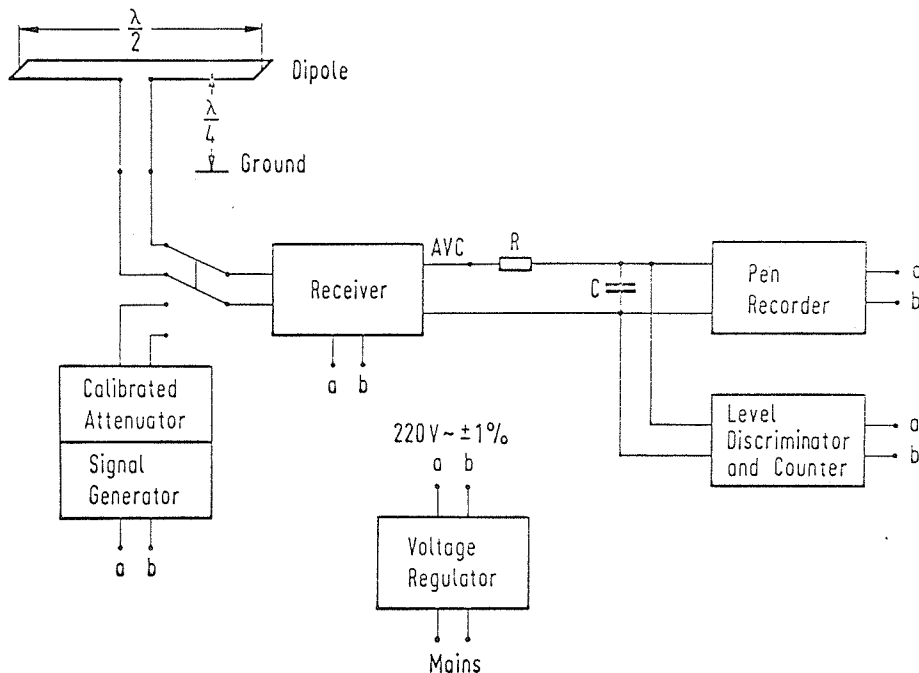 λ
2
Dipole
λ
4
Ground
AVC
R
C
Receiver
a b
Pen
Recorder
a
b
Calibrated
Attenuator
Signal
Generator
a b
Level
Discriminator
and Counter
a
b
220V~ ±1%
a b
Voltage
Regulator
Mains